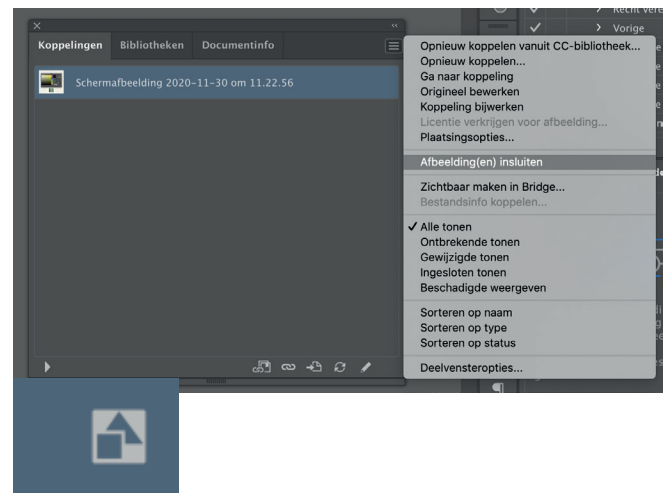 Recht vere
Vorige
Koppelingen Bibliotheken Documentinfo
Schermafbeelding 2020-11-30 om 11.22.56
Opnieuw koppelen vanuit CC-bibliotheek...
Opnieuw koppelen...
Ga naar koppeling
Origineel bewerken
Koppeling bijwerken
Licentie verkrijgen voor afbeelding...
Plaatsingsopties...
Afbeelding(en) insluiten
Zichtbaar maken in Bridge...
Bestandsinfo koppelen...
Alle tonen
Ontbrekende tonen
Gewijzigde tonen
Ingesloten tonen
Beschadigde weergeven
Sorteren op naam
Sorteren op type
Sorteren op status
Deelvensteropties...